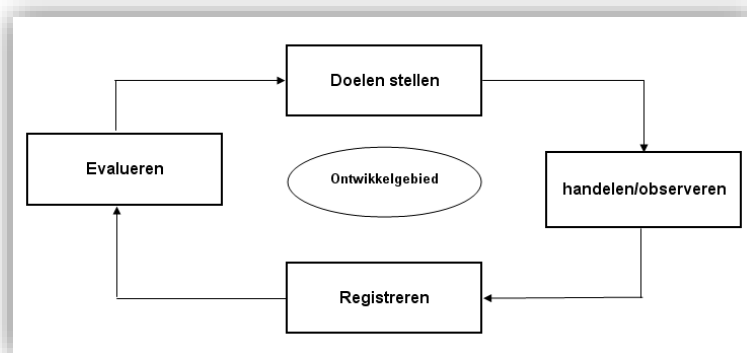 Doelen stellen
Evalueren
Ontwikkelgebied
handelen/observeren
Registreren